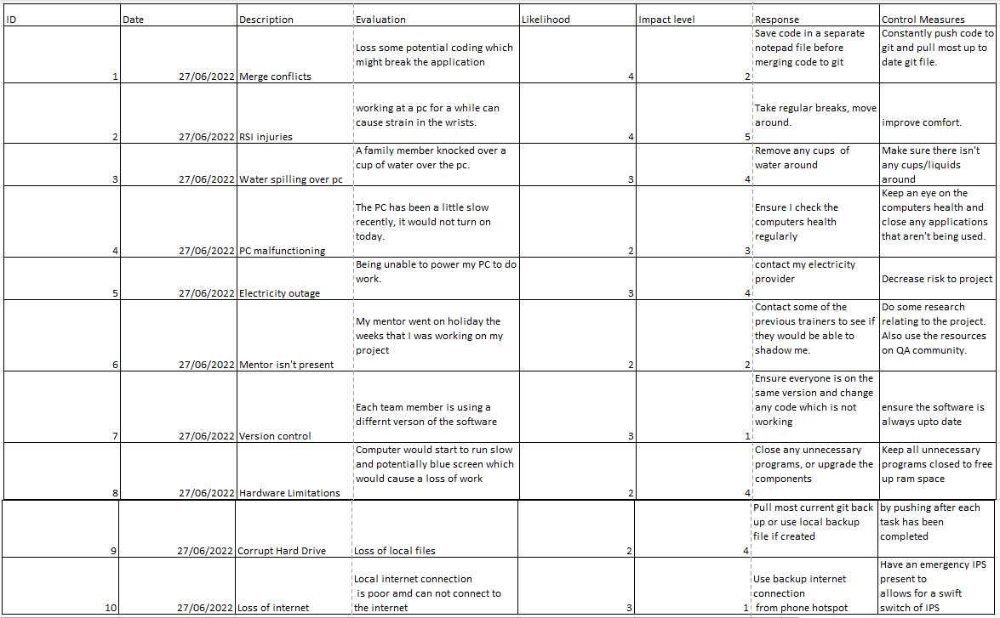 ID Date Description Evaluation Likelihood Impact level Response Control Measures
1 27/06/2022 Merge conflicts
Loss some potential coding which
might break the application
4 2
Save code in a separate
notepad file before
merging code to git
Constantly push code to
git and pull most up to
date git file.
2 27/06/2022 RSI injuries
working at a pc for a while can
cause strain in the wrists.
4 5
Take regular breaks, move
around.
improve comfort.
3 27/06/2022 Water spilling over pc
A family member knocked over a
cup of water over the pc.
3 4
Remove any cups of
water around
Make sure there isn't
any cups/liquids
around
4 27/06/2022 PC malfunctioning
The PC has been a little slow
recently, it would not turn on
today.
2 3
Ensure I check the
computers health
regularly
Keep an eye on the
computers health and
close any applications
that aren't being used.
5 27/06/2022 Electricity outage
Being unable to power my PC to do
work.
3 4
contact my electricity
provider
Decrease risk to project
6 27/06/2022 Mentor isn't present
My mentor went on holiday the
weeks that I was working on my
project
2 2
Contact some of the
previous trainers to see if
they would be able to
shadow me.
Do some research
relating to the project.
Also use the resources
on QA community.
7 27/06/2022 Version control
Each team member is using a
differnt verson of the software
3 1
Ensure everyone is on the
same version and change
any code which is not
working
ensure the software is
always upto date
8 27/06/2022 Hardware Limitations
Computer would start to run slow
and potentially blue screen which
would cause a loss of work
2 4
Close any unnecessary
programs, or upgrade the
components
Keep all unnecessary
programs closed to free
up ram space
9 27/06/2022 Corrupt Hard Drive
Loss of local files
2 4
Pull most current git back
up or use local backup
file if created
by pushing after each
task has been
completed
10 27/06/2022 Loss of internet
Local internet connection
is poor amd can not connect to
the internet
3 1
Use backup internet
connection
from phone hotspot
Have an emergency IPS
present to
allows for a swift
switch of IPS